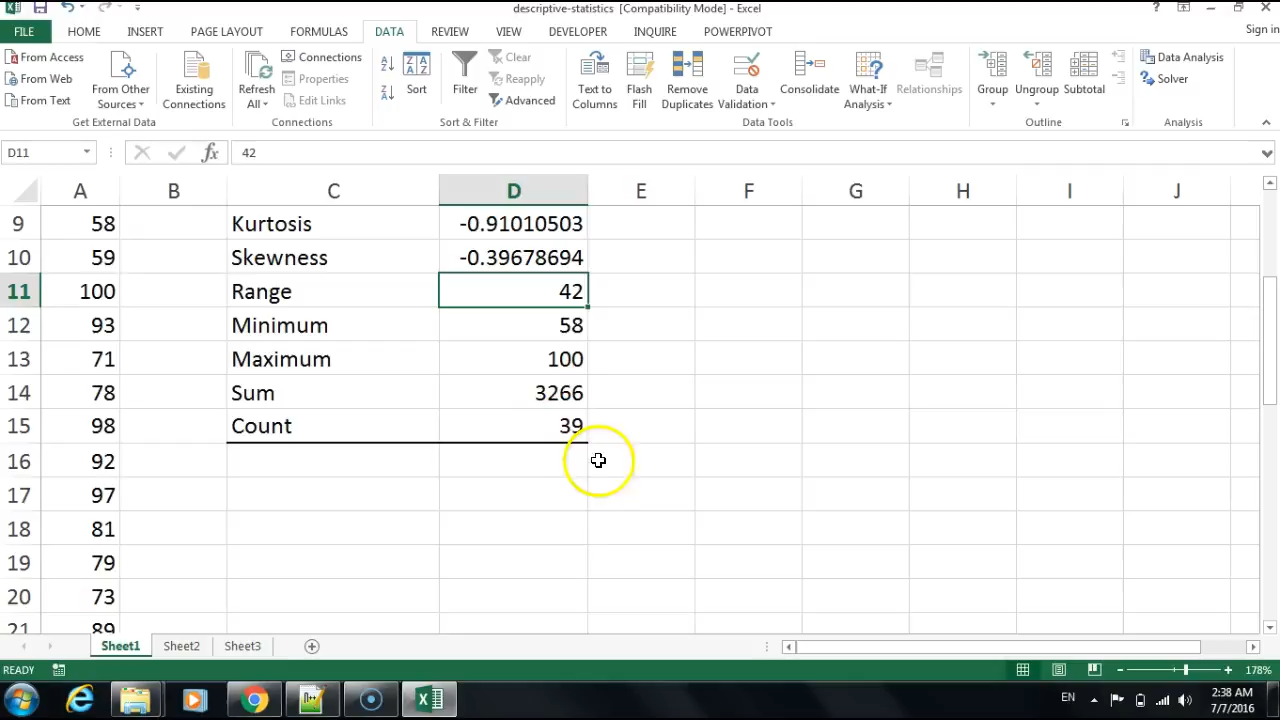 descriptive-statistics [Compatibility Mode] - Excel
?
FILE HOME INSERT PAGE LAYOUT FORMULAS DATA REVIEW VIEW DEVELOPER INQUIRE POWERPIVOT Sign in
From Access
From Web
From Text
From Other
Sources
Existing
Connections
Get External Data
Refresh
All
Connections
Properties
Edit Links
Connections
Sort
Filter
Clear
Reapply
Advanced
Sort & Filter
Text to
Columns
Flash
Fill
Remove
Duplicates
Data
Validation
Consolidate
What-If
Analysis
Relationships
Data Tools
Group
Ungroup
Subtotal
Outline
Data Analysis
Solver
Analysis
D11 fx 42
A B C D E F G H I J
9 58 Kurtosis -0.91010503
10 59 Skewness -0.39678694
11 100 Range 42
12 93 Minimum 58
13 71 Maximum 100
14 78 Sum 3266
15 98 Count 39
16 92
17 97
18 81
19 79
20 73
21 89
Sheet1 Sheet2 Sheet3
READY 178%
EN 2:38 AM
7/7/2016